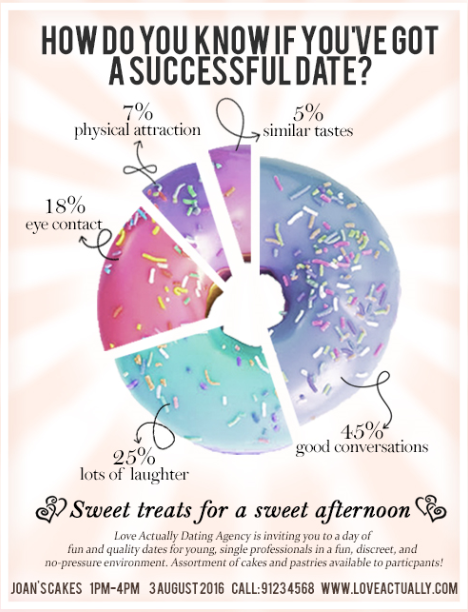 HOW DO YOU KNOW IF YOU'VE GOT
A SUCCESSFUL DATE?
7%
physical attraction
5%
similar tastes
18%
eye contact
45%
good conversations
25%
lots of laughter
Sweet treats for a sweet afternoon
Love Actually Dating Agency is inviting you to a day of
fun and quality dates for young, single professionals in a fun, discreet, and
no-pressure environment. Assortment of cakes and pastries available to particpants!
JOAN'S CAKES 1PM-4PM 3 AUGUST 2016 CALL: 91234568 WWW.LOVEACTUALLY.COM